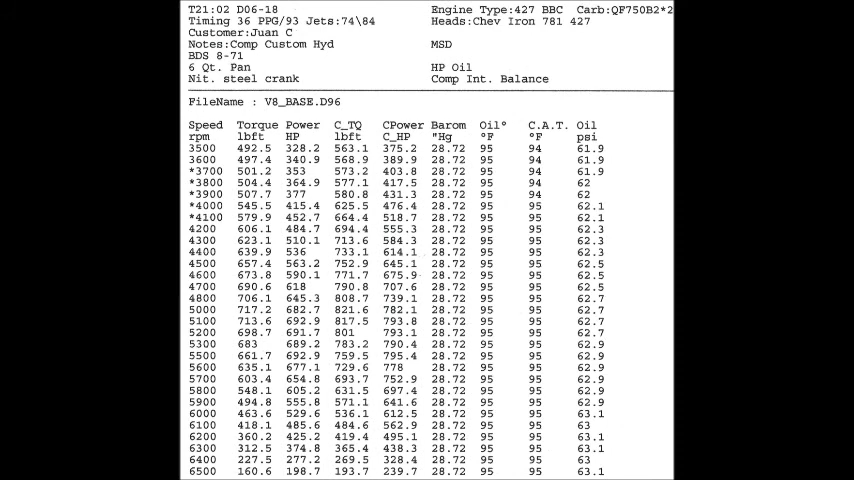 T21:02 D06-18 Engine Type:427 BBC Carb:QF750B2*2
Timing 36 PPG/93 Jets:74\84 Heads:Chev Iron 781 427
Customer:Juan C
Notes:Comp Custom Hyd MSD
BDS 8-71
6 Qt. Pan HP Oil
Nit. steel crank Comp Int. Balance
FileName : V8_BASE.D96
Speed Torque Power C_TQ CPower Barom Oil° C.A.T. Oil
rpm lbft HP lbft C_HP "Hg °F °F psi
3500 492.5 328.2 563.1 375.2 28.72 95 94 61.9
3600 497.4 340.9 568.9 389.9 28.72 95 94 61.9
*3700 501.2 353 573.2 403.8 28.72 95 94 61.9
*3800 504.4 364.9 577.1 417.5 28.72 95 94 62
*3900 507.7 377 580.8 431.3 28.72 95 94 62
*4000 545.5 415.4 625.5 476.4 28.72 95 95 62.1
*4100 579.9 452.7 664.4 518.7 28.72 95 95 62.1
4200 606.1 484.7 694.4 555.3 28.72 95 95 62.3
4300 623.1 510.1 713.6 584.3 28.72 95 95 62.3
4400 639.9 536 733.1 614.1 28.72 95 95 62.3
4500 657.4 563.2 752.9 645.1 28.72 95 95 62.5
4600 673.8 590.1 771.7 675.9 28.72 95 95 62.5
4700 690.6 618 790.8 707.6 28.72 95 95 62.5
4800 706.1 645.3 808.7 739.1 28.72 95 95 62.7
5000 717.2 682.7 821.6 782.1 28.72 95 95 62.7
5100 713.6 692.9 817.5 793.8 28.72 95 95 62.7
5200 698.7 691.7 801 793.1 28.72 95 95 62.7
5300 683 689.2 783.2 790.4 28.72 95 95 62.9
5500 661.7 692.9 759.5 795.4 28.72 95 95 62.9
5600 635.1 677.1 729.6 778 28.72 95 95 62.9
5700 603.4 654.8 693.7 752.9 28.72 95 95 62.9
5800 548.1 605.2 631.5 697.4 28.72 95 95 62.9
5900 494.8 555.8 571.1 641.6 28.72 95 95 62.9
6000 463.6 529.6 536.1 612.5 28.72 95 95 63.1
6100 418.1 485.6 484.6 562.9 28.72 95 95 63
6200 360.2 425.2 419.4 495.1 28.72 95 95 63.1
6300 312.5 374.8 365.4 438.3 28.72 95 95 63.1
6400 227.5 277.2 269.5 328.4 28.72 95 95 63
6500 160.6 198.7 193.7 239.7 28.72 95 95 63.1